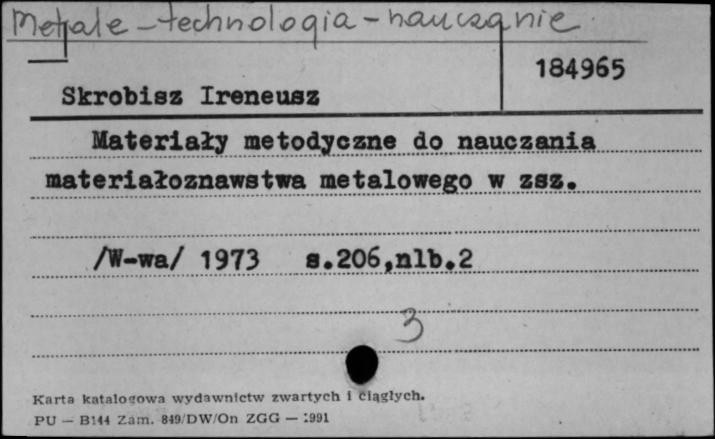 Metale - technologia - nauczanie
184965
Skrobisz Ireneusz
Materiały metodyczne do nauczania
materiałoznawstwa metalowego w zsz.
/W-wa/ 1973 s.206,nlb.2
3
Karta katalogowa wydawnictw zwartych i ciągłych.
PU — B144 Zam. 849/DW/On ZGG — 1991